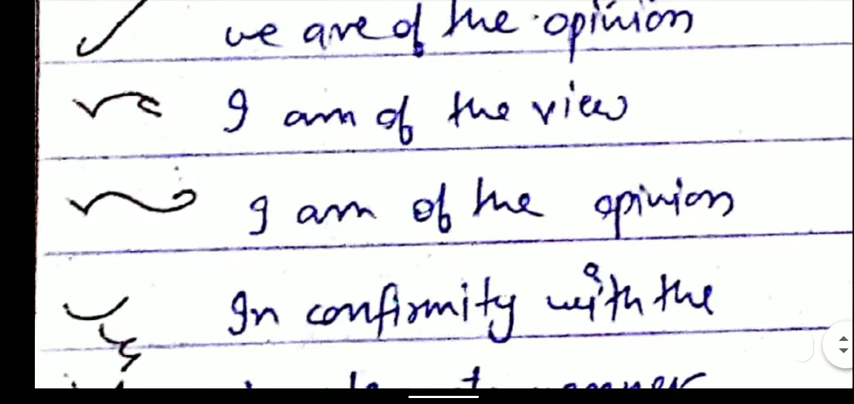 we are of the opinion
I am of the view
I am of the opinion
In confirmity with the